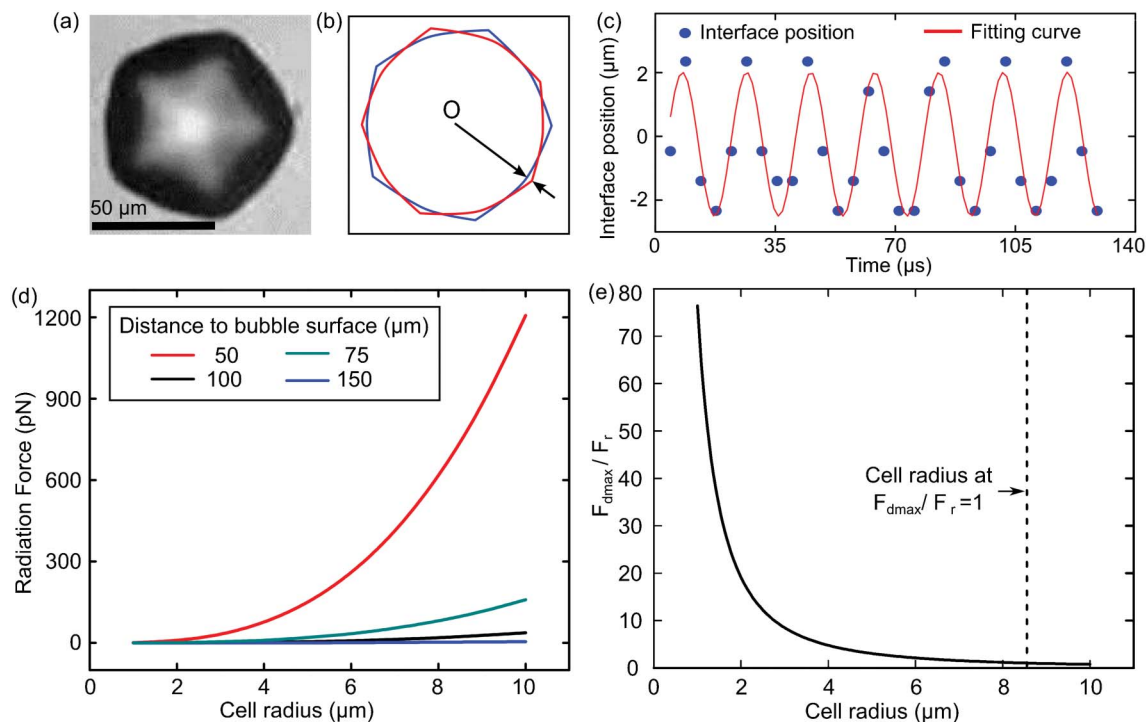 (a)
50 µm
(b)
O
(c)
Interface position
Fitting curve
Interface position (µm)
2
0
-2
0 35 70 105 140
Time (µs)
(d)
Distance to bubble surface (µm)
50 75
100 150
Radiation Force (pN)
1200
900
600
300
0
0 2 4 6 8 10
Cell radius (µm)
(e)
F_dmax / F_r
80
70
60
50
40
30
20
10
0
Cell radius at
F_dmax/ F_r =1
0 2 4 6 8 10
Cell radius (µm)